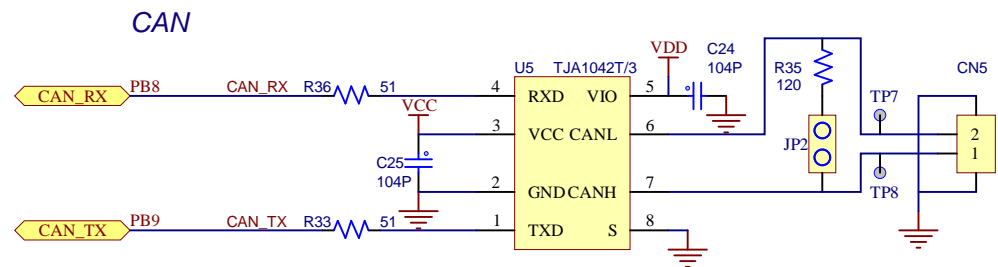 CAN
U5 TJA1042T/3
VDD
C24
104P
R35
120
CN5
CAN_RX PB8 CAN_RX R36 51 4 RXD VIO 5
TP7
VCC
3 VCC CANL 6
2
JP2
1
C25
104P
2 GND CANH 7
TP8
CAN_TX PB9 CAN_TX R33 51 1 TXD S 8